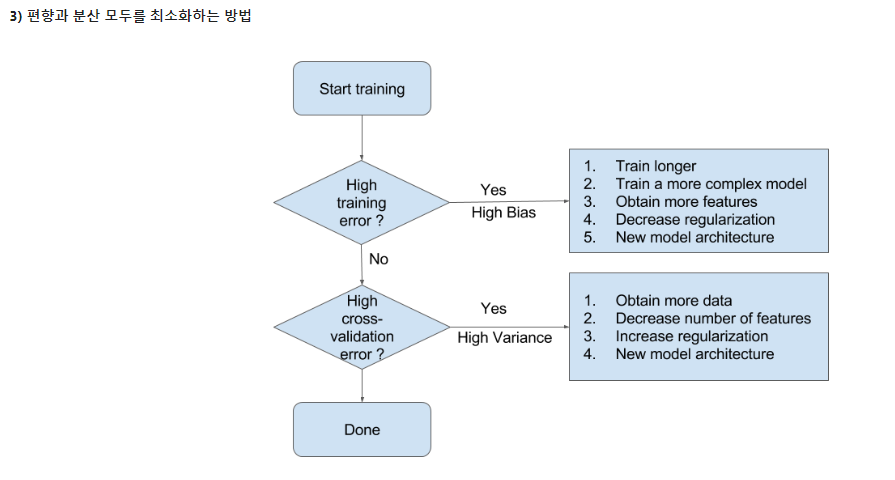 3) 편향과 분산 모두를 최소화하는 방법
Start training
High
training
error ?
Yes
High Bias
1. Train longer
2. Train a more complex model
3. Obtain more features
4. Decrease regularization
5. New model architecture
No
High
cross-
validation
error ?
Yes
High Variance
1. Obtain more data
2. Decrease number of features
3. Increase regularization
4. New model architecture
Done